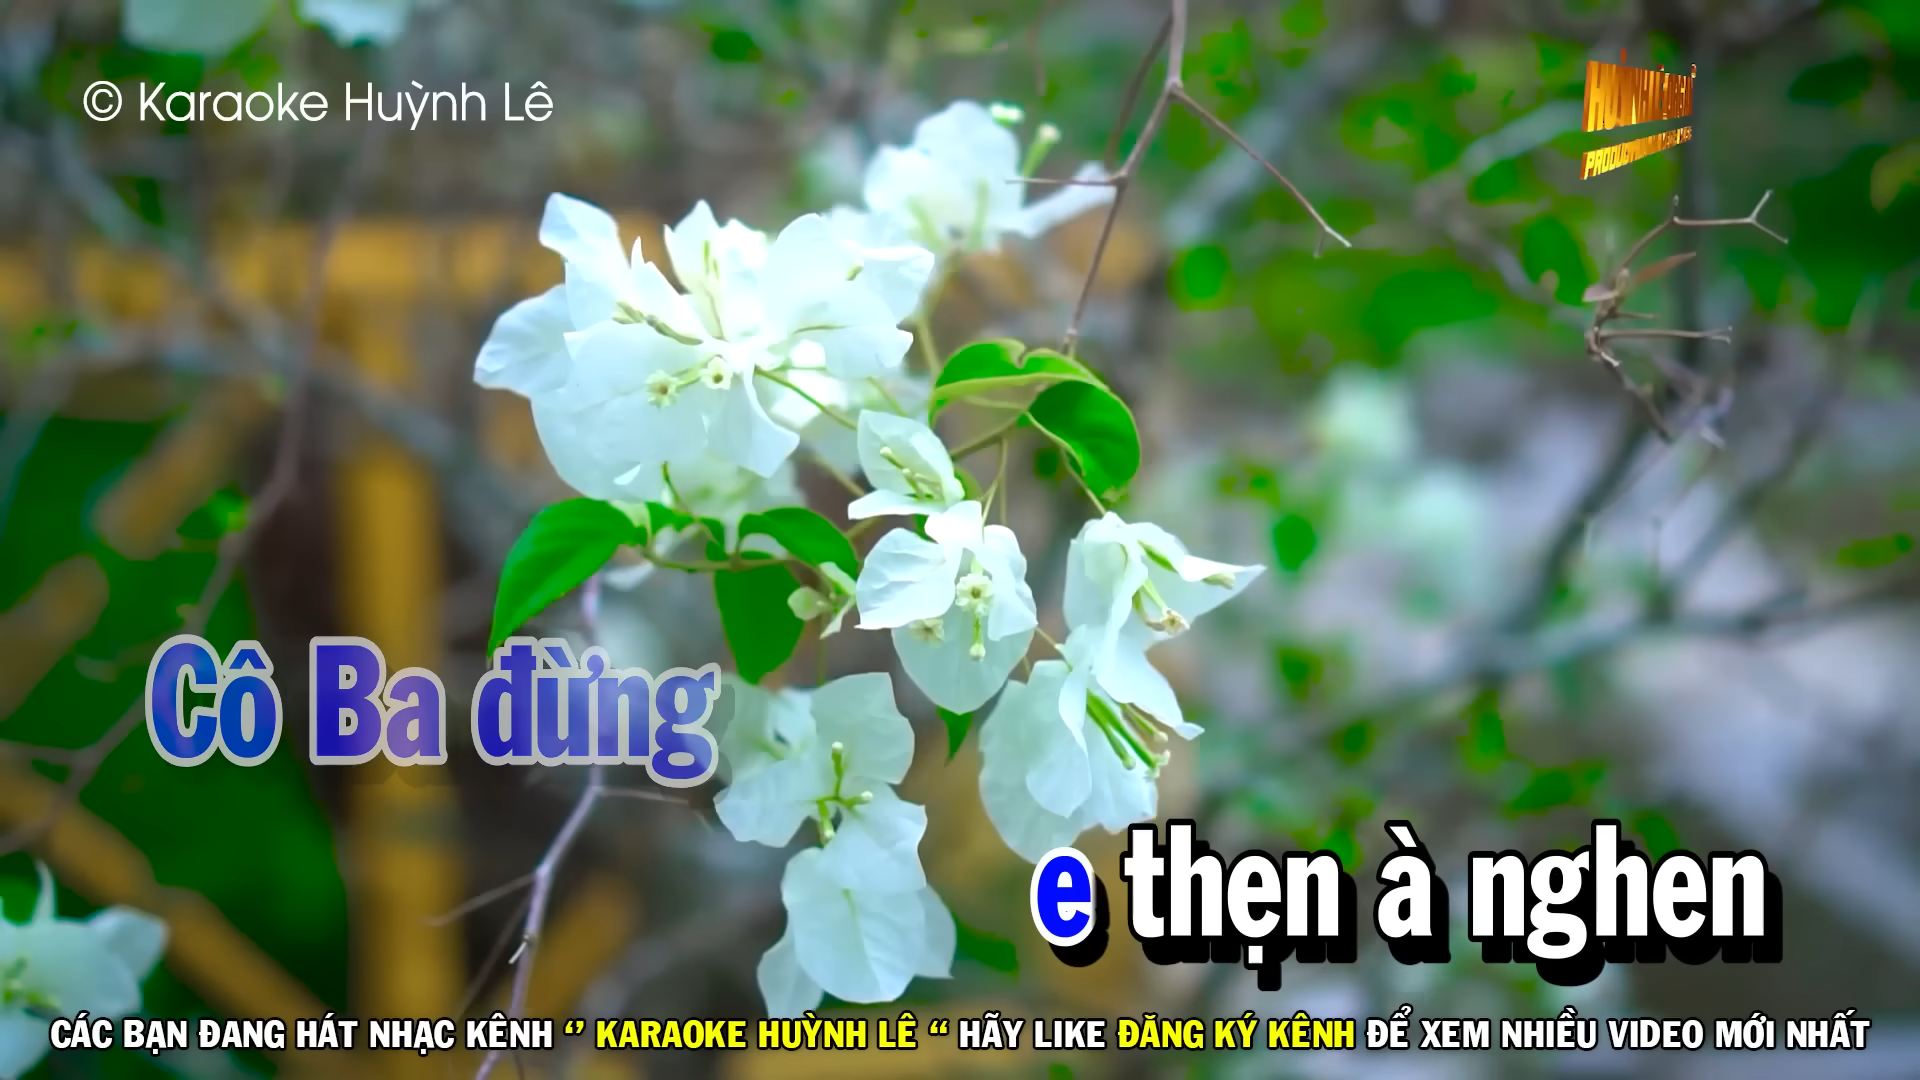 © Karaoke Huỳnh Lê
Cô Ba đừng
e thẹn à nghen
CÁC BẠN ĐANG HÁT NHẠC KÊNH ‘’ KARAOKE HUỲNH LÊ “ HÃY LIKE ĐĂNG KÝ KÊNH ĐỂ XEM NHIỀU VIDEO MỚI NHẤT